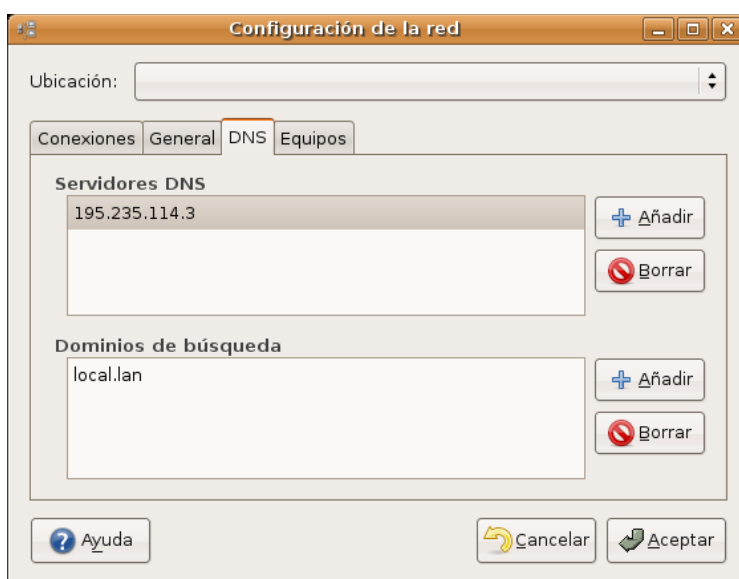 Configuración de la red
Ubicación:
Conexiones General DNS Equipos
Servidores DNS
195.235.114.3
Añadir
Borrar
Dominios de búsqueda
local.lan
Añadir
Borrar
Ayuda Cancelar Aceptar